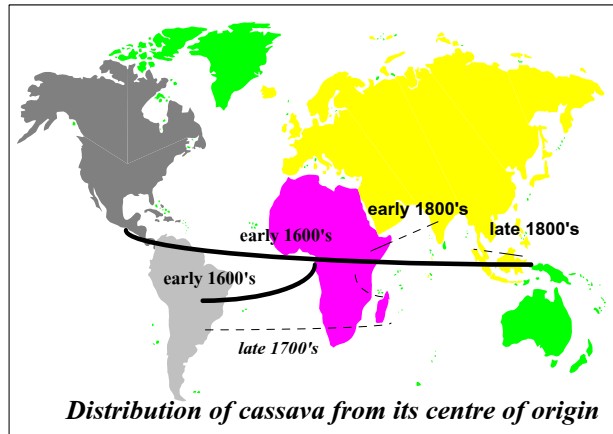 early 1800's
late 1800's
early 1600's
early 1600's
late 1700's
Distribution of cassava from its centre of origin